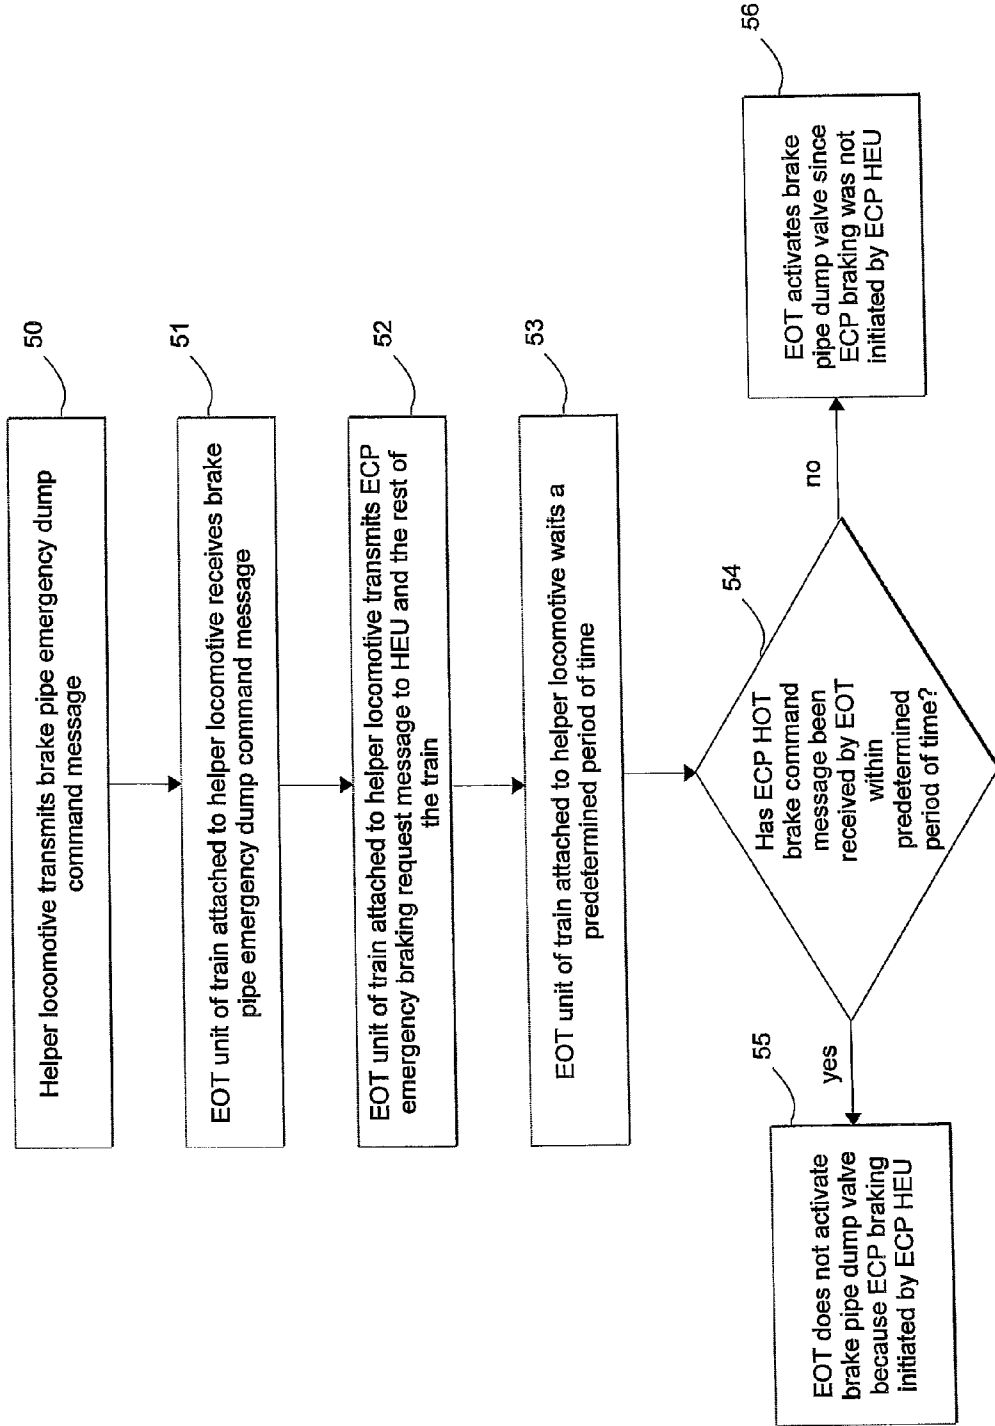 50
Helper locomotive transmits brake pipe emergency dump
command message
51
EOT unit of train attached to helper locomotive receives brake
pipe emergency dump command message
52
EOT unit of train attached to helper locomotive transmits ECP
emergency braking request message to HEU and the rest of
the train
53
EOT unit of train attached to helper locomotive waits a
predetermined period of time
54
Has ECP HOT
brake command
message been
received by EOT
within
predetermined
period of time?
yes
no
55
EOT does not activate
brake pipe dump valve
because ECP braking
initiated by ECP HEU
56
EOT activates brake
pipe dump valve since
ECP braking was not
initiated by ECP HEU